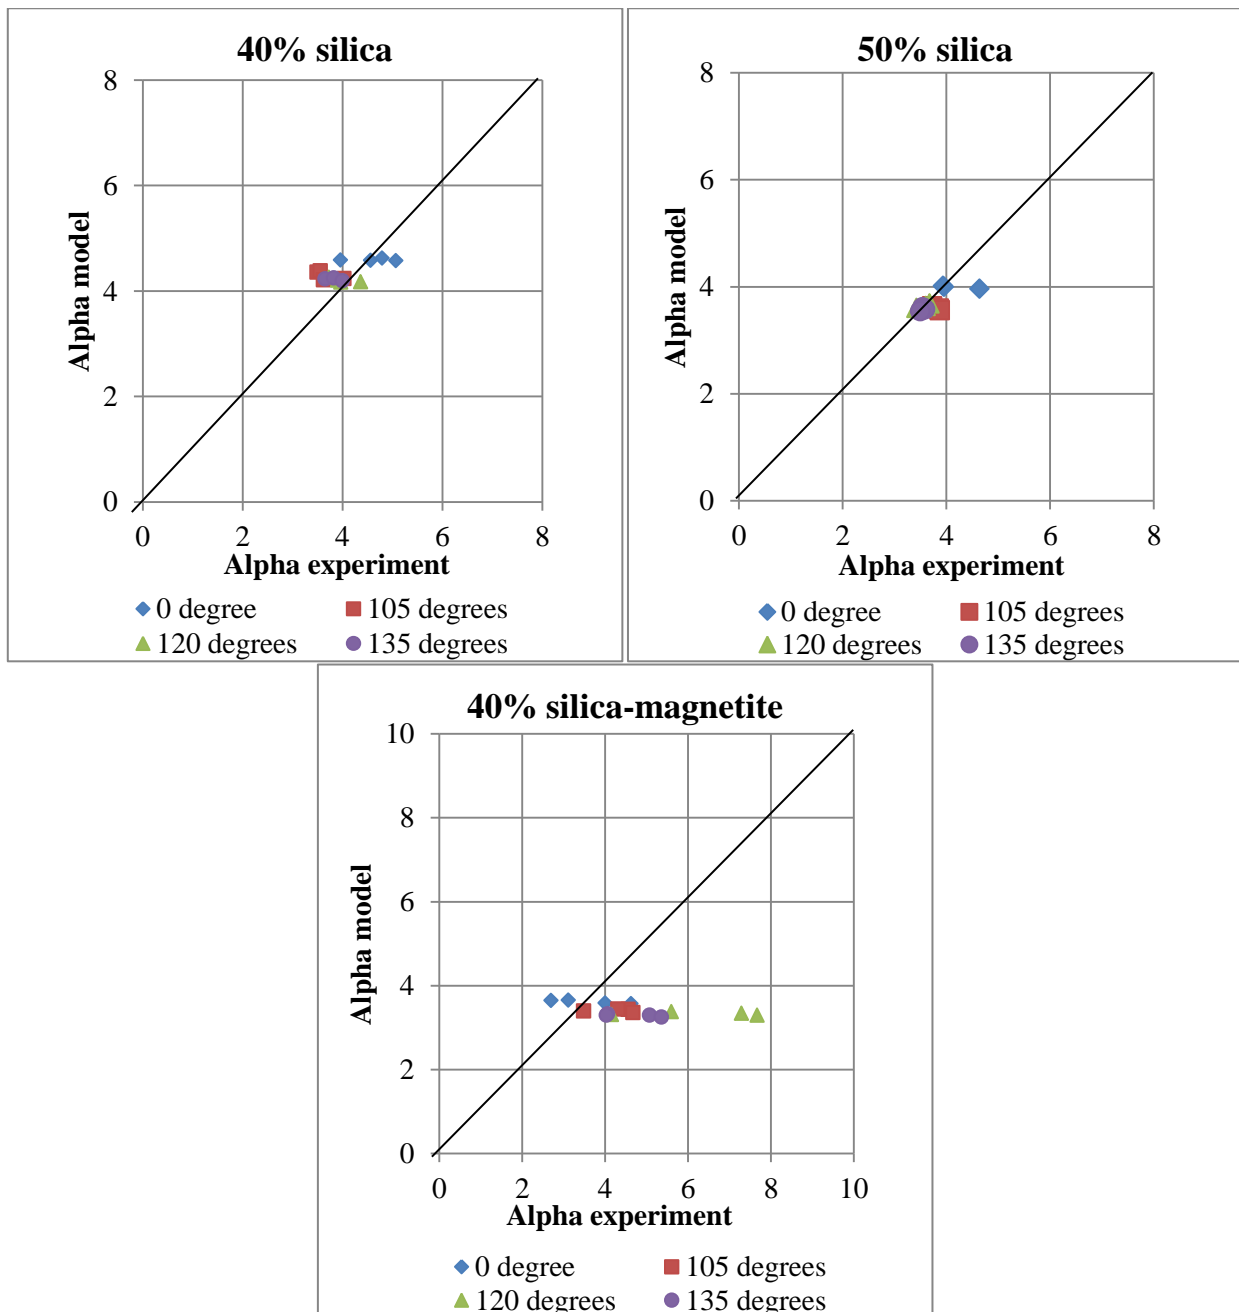 40% silica
8
6
4
2
0
0 2 4 6 8
Alpha model
Alpha experiment
0 degree 105 degrees
120 degrees 135 degrees
50% silica
8
6
4
2
0
0 2 4 6 8
Alpha model
Alpha experiment
0 degree 105 degrees
120 degrees 135 degrees
40% silica-magnetite
10
8
6
4
2
0
0 2 4 6 8 10
Alpha model
Alpha experiment
0 degree 105 degrees
120 degrees 135 degrees